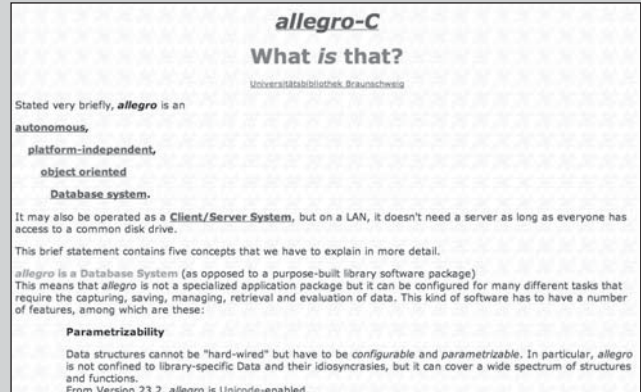 allegro-C
What is that?
Universitätsbibliothek Braunschweig
Stated very briefly, allegro is an
autonomous,
platform-independent,
object oriented
Database system.
It may also be operated as a Client/Server System, but on a LAN, it doesn't need a server as long as everyone has
access to a common disk drive.
This brief statement contains five concepts that we have to explain in more detail.
allegro is a Database System (as opposed to a purpose-built library software package)
This means that allegro is not a specialized application package but it can be configured for many different tasks that
require the capturing, saving, managing, retrieval and evaluation of data. This kind of software has to have a number
of features, among which are these:
Parametrizability
Data structures cannot be "hard-wired" but have to be configurable and parametrizable. In particular, allegro
is not confined to library-specific Data and their idiosyncrasies, but it can cover a wide spectrum of structures
and functions.
From Version 23.2, allegro is Unicode-enabled